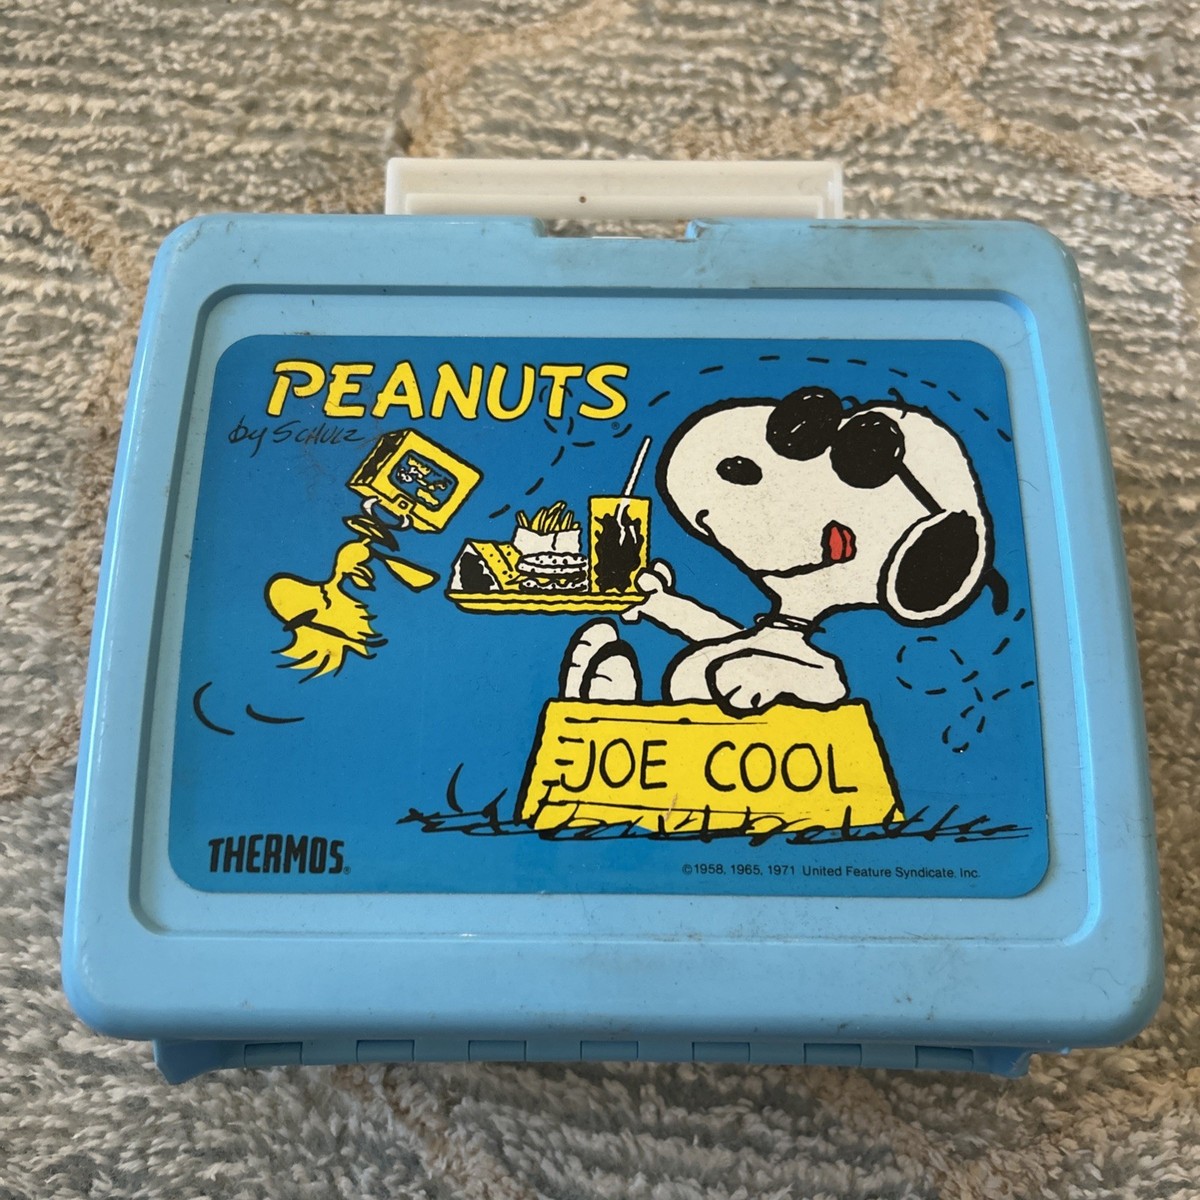 PEANUTS®
by SCHULZ
JOE COOL
THERMOS®
©1958, 1965, 1971 United Feature Syndicate, Inc.